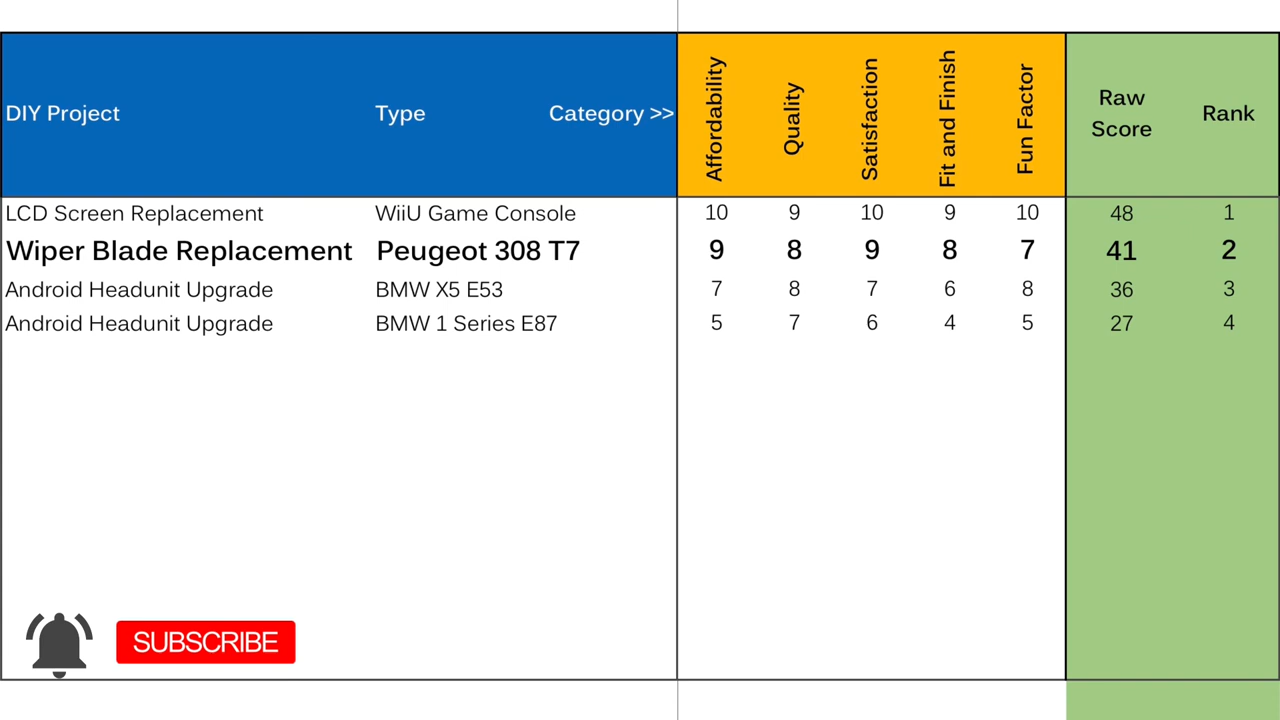 DIY Project Type Category >> Affordability Quality Satisfaction Fit and Finish Fun Factor Raw Score Rank
LCD Screen Replacement WiiU Game Console 10 9 10 9 10 48 1
Wiper Blade Replacement Peugeot 308 T7 9 8 9 8 7 41 2
Android Headunit Upgrade BMW X5 E53 7 8 7 6 8 36 3
Android Headunit Upgrade BMW 1 Series E87 5 7 6 4 5 27 4
SUBSCRIBE